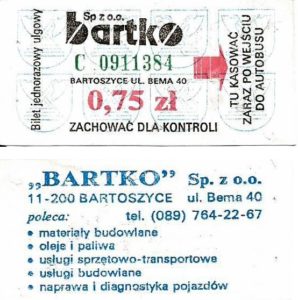 Bilet jednorazowy ulgowy
Sp z o.o.
bartko
C 0911384
BARTOSZYCE UL. BEMA 40
0,75 zł
ZACHOWAĆ DLA KONTROLI
TU KASOWAĆ
ZARAZ PO WEJŚCIU
DO AUTOBUSU
„BARTKO” Sp. z o.o.
11-200 BARTOSZYCE ul. Bema 40
poleca: tel. (089) 764-22-67
• materiały budowlane
• oleje i paliwa
• usługi sprzętowo-transportowe
• usługi budowlane
• naprawa i diagnostyka pojazdów